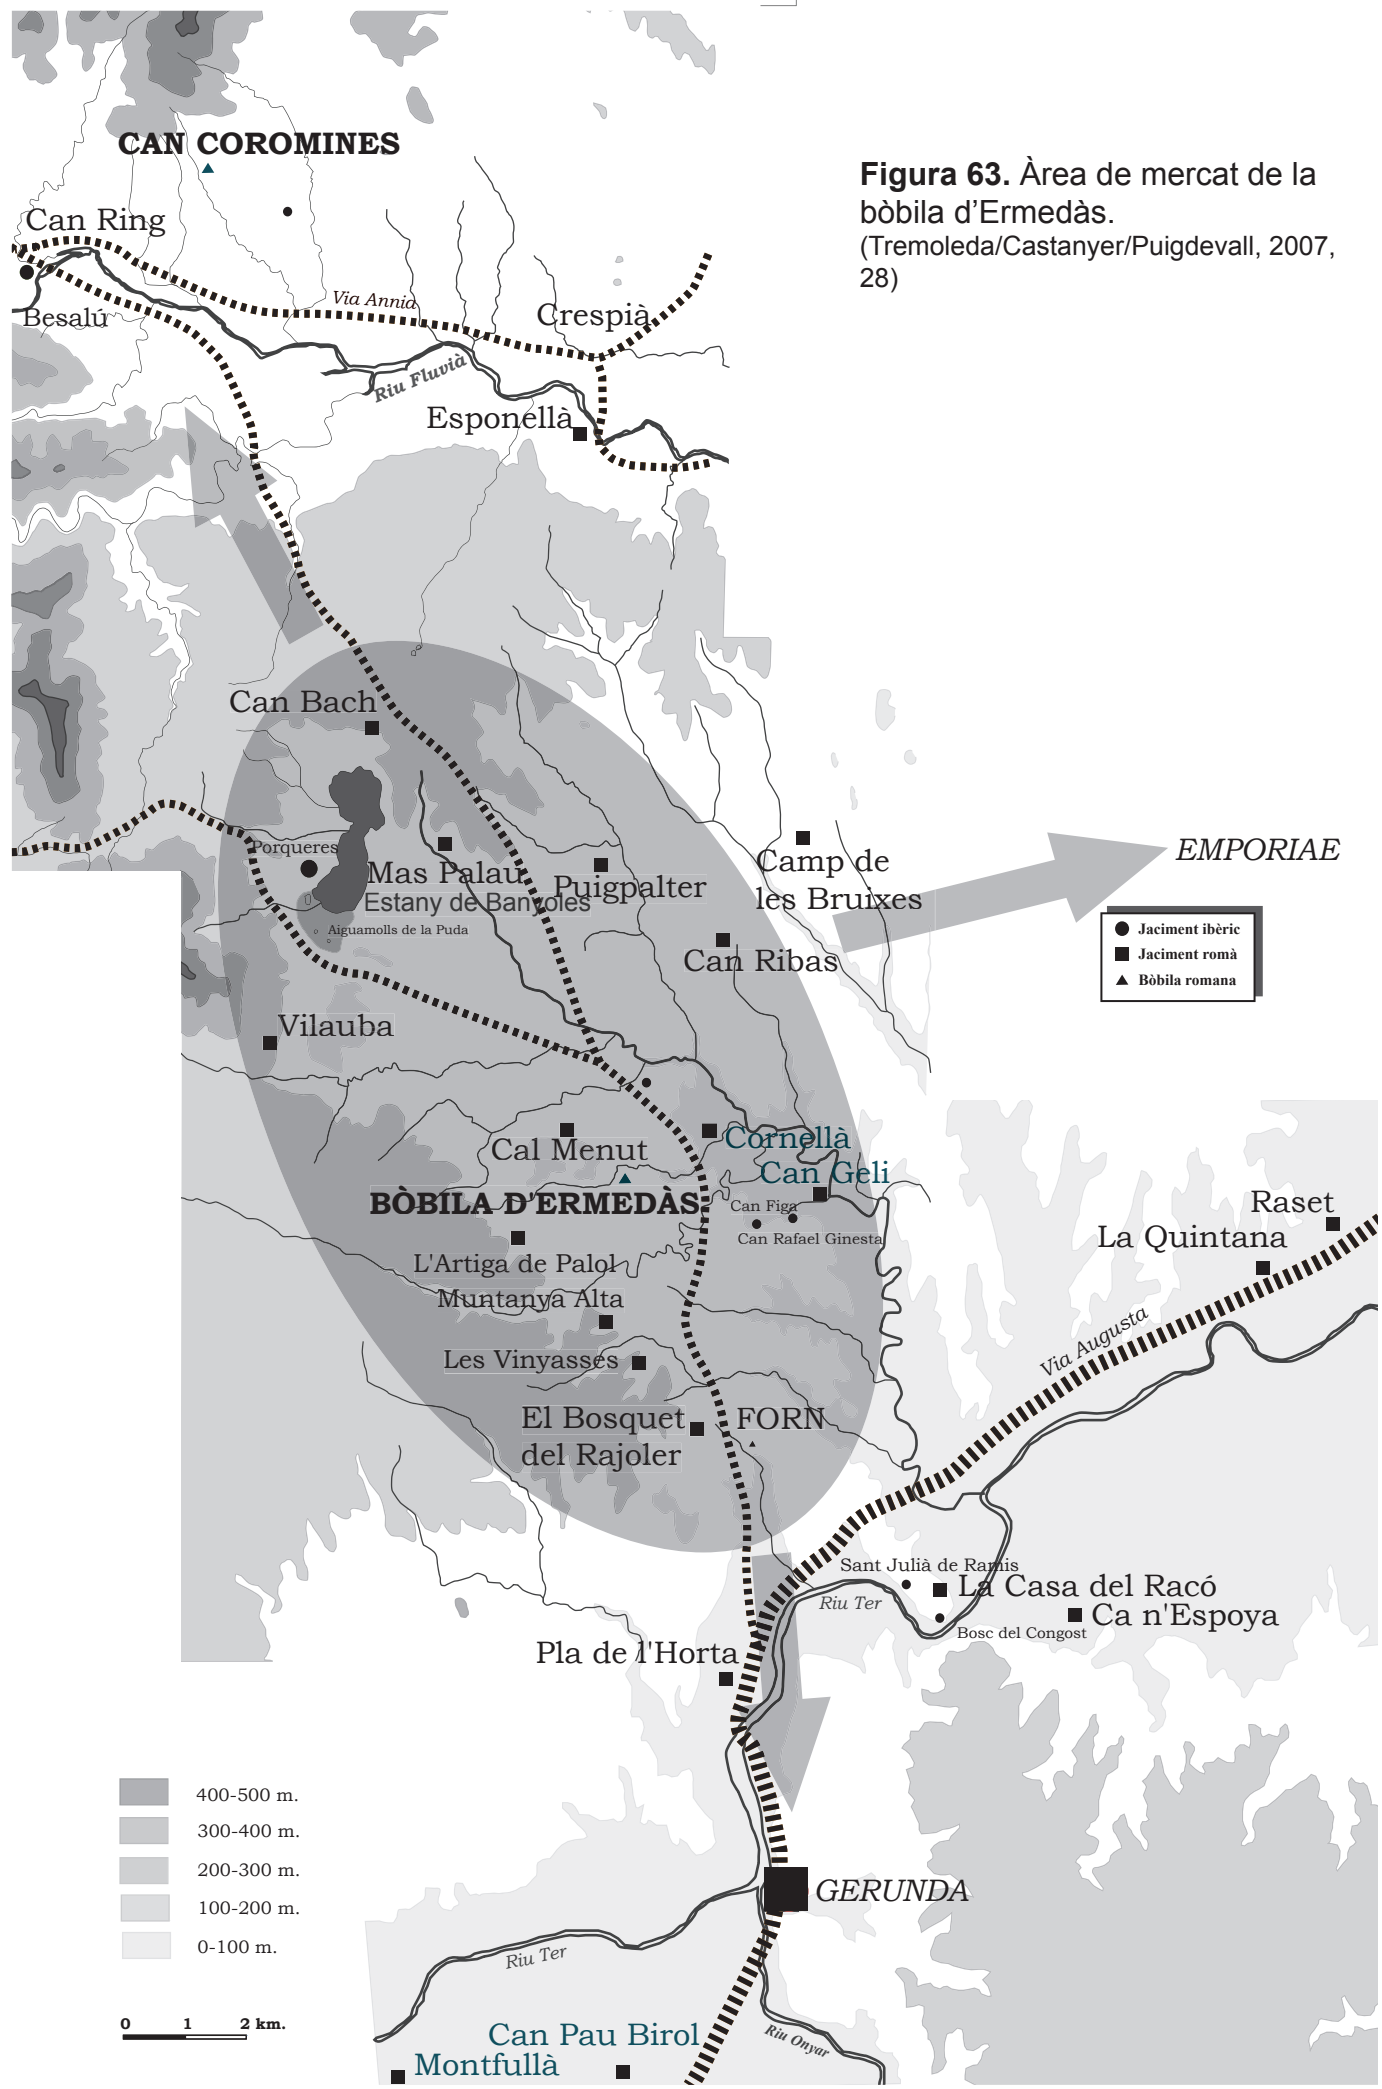 CAN COROMINES
Figura 63. Àrea de mercat de la
bòbila d'Ermedàs.
(Tremoleda/Castanyer/Puigdevall, 2007,
28)
Can Ring
Via Annia
Besalú
Crespià
Riu Fluvià
Esponellà
Can Bach
Porqueres
EMPORIAE
Mas Palau
Puigpalter
Camp de
les Bruixes
Estany de Banyoles
Aiguamolls de la Puda
Jaciment ibèric
Jaciment romà
Bòbila romana
Can Ribas
Vilauba
Cornellà
Cal Menut
Can Geli
BÒBILA D'ERMEDÀS
Can Figa
Can Rafael Ginesta
Raset
La Quintana
L'Artiga de Palol
Muntanya Alta
Via Augusta
Les Vinyasses
El Bosquet
del Rajoler
FORN
Sant Julià de Ramis
La Casa del Racó
Riu Ter
Ca n'Espoya
Bosc del Congost
Pla de l'Horta
400-500 m.
300-400 m.
200-300 m.
100-200 m.
0-100 m.
GERUNDA
Riu Ter
0 1 2 km.
Can Pau Birol
Riu Onyar
Montfullà